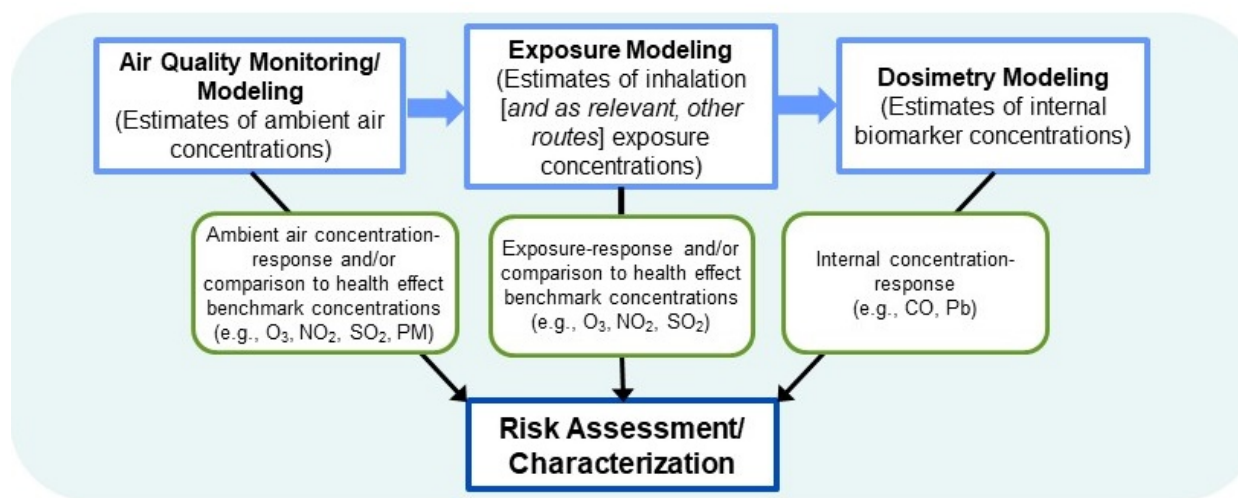 Air Quality Monitoring/
Modeling
(Estimates of ambient air
concentrations)
Exposure Modeling
(Estimates of inhalation
[and as relevant, other
routes] exposure
concentrations)
Dosimetry Modeling
(Estimates of internal
biomarker concentrations)
Ambient air concentration-
response and/or
comparison to health effect
benchmark concentrations
(e.g., O₃, NO₂, SO₂, PM)
Exposure-response and/or
comparison to health effect
benchmark concentrations
(e.g., O₃, NO₂, SO₂)
Internal concentration-
response
(e.g., CO, Pb)
Risk Assessment/
Characterization